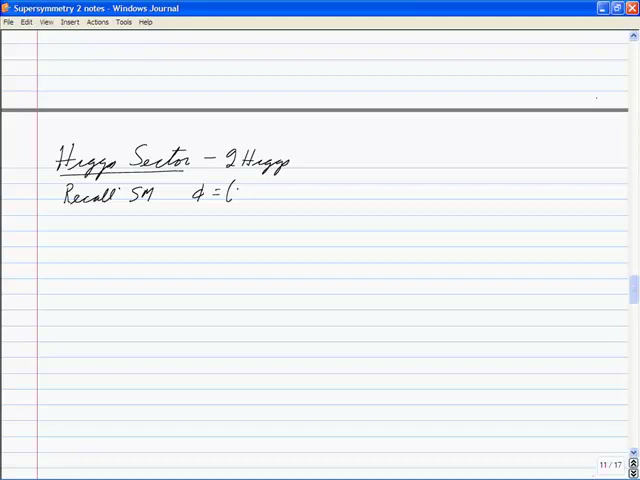 Supersymmetry 2 notes - Windows Journal
File Edit View Insert Actions Tools Help
Higgs Sector - 2 Higgs
Recall SM ϕ = (
11 / 17